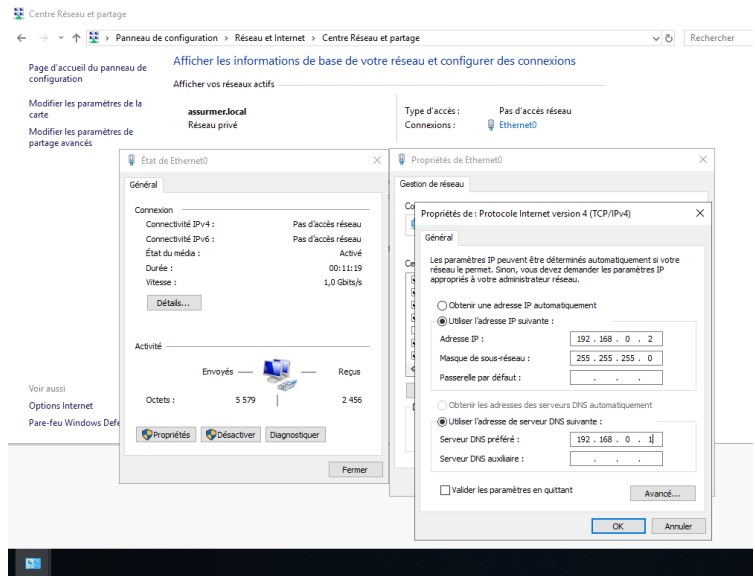 Centre Réseau et partage
Panneau de configuration > Réseau et Internet > Centre Réseau et partage
Rechercher
Page d'accueil du panneau de
configuration
Modifier les paramètres de la
carte
Modifier les paramètres de
partage avancés
Voir aussi
Options Internet
Pare-feu Windows Defe
Afficher les informations de base de votre réseau et configurer des connexions
Afficher vos réseaux actifs
assurmer.local
Réseau privé
Type d'accès : Pas d'accès réseau
Connexions : Ethernet0
État de Ethernet0
Général
Connexion
Connectivité IPv4 : Pas d'accès réseau
Connectivité IPv6 : Pas d'accès réseau
État du média : Activé
Durée : 00:11:19
Vitesse : 1,0 Gbits/s
Détails...
Activité
Envoyés — — Reçus
Octets : 5 579 2 456
Propriétés Désactiver Diagnostiquer
Fermer
Propriétés de Ethernet0
Gestion de réseau
Co
Ce
Propriétés de : Protocole Internet version 4 (TCP/IPv4)
Général
Les paramètres IP peuvent être déterminés automatiquement si votre
réseau le permet. Sinon, vous devez demander les paramètres IP
appropriés à votre administrateur réseau.
Obtenir une adresse IP automatiquement
Utiliser l'adresse IP suivante :
Adresse IP : 192 . 168 . 0 . 2
Masque de sous-réseau : 255 . 255 . 255 . 0
Passerelle par défaut : . . .
Obtenir les adresses des serveurs DNS automatiquement
Utiliser l'adresse de serveur DNS suivante :
Serveur DNS préféré : 192 . 168 . 0 . 1
Serveur DNS auxiliaire : . . .
Valider les paramètres en quittant
Avancé...
OK Annuler